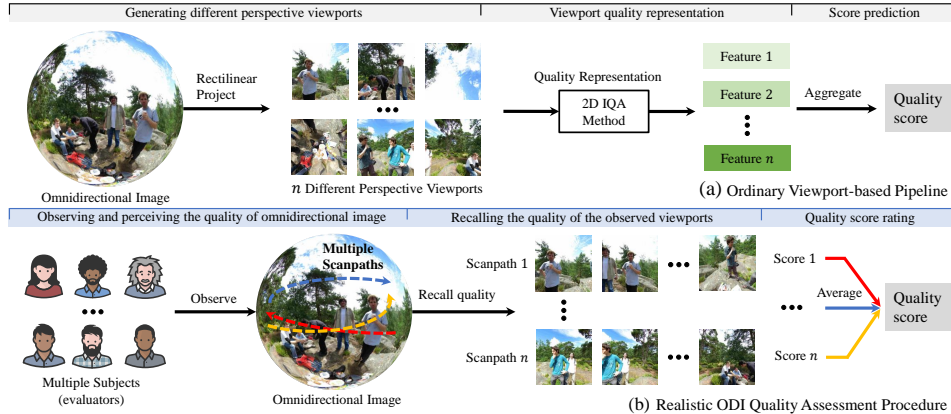 Generating different perspective viewports
Viewport quality representation
Score prediction
Rectilinear
Project
Quality Representation
2D IQA
Method
Feature 1
Feature 2
Feature n
Aggregate
Quality
score
Omnidirectional Image
n Different Perspective Viewports
(a) Ordinary Viewport-based Pipeline
Observing and perceiving the quality of omnidirectional image
Recalling the quality of the observed viewports
Quality score rating
Multiple
Scanpaths
Observe
Recall quality
Scanpath 1
Scanpath n
Score 1
Average
Score n
Quality
score
Multiple Subjects
(evaluators)
Omnidirectional Image
(b) Realistic ODI Quality Assessment Procedure